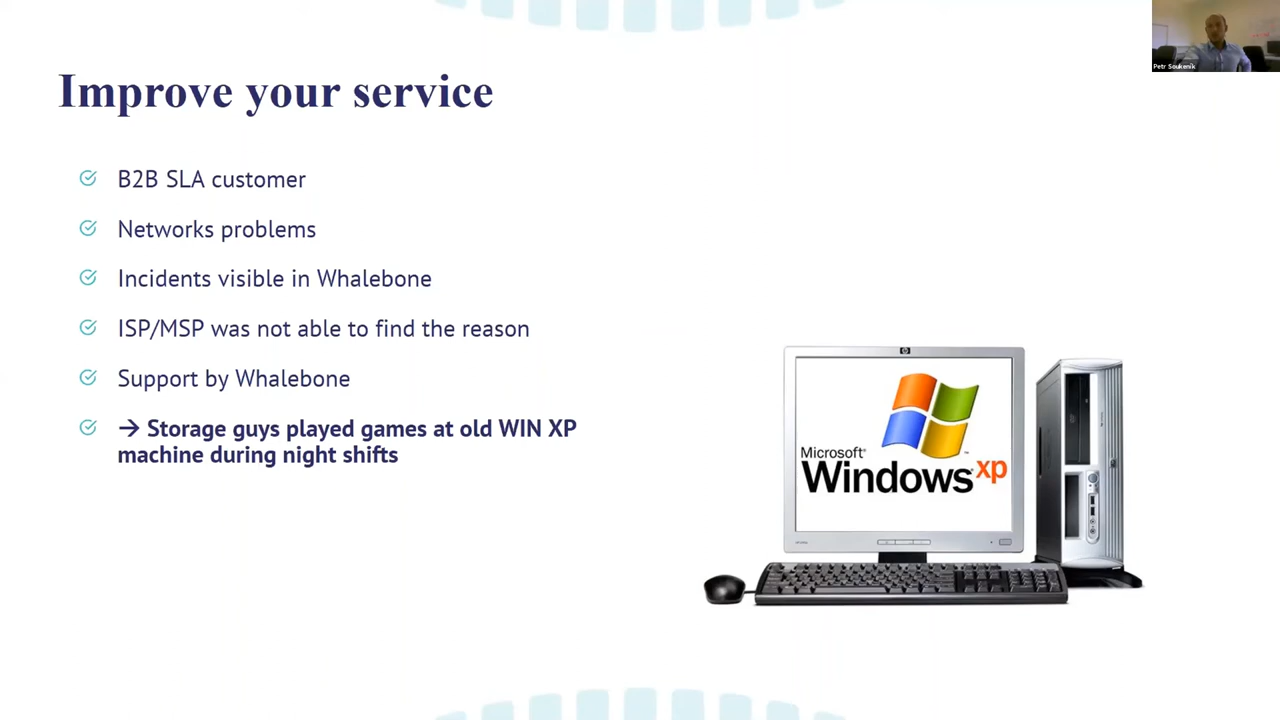 Petr Soukenik
Improve your service
B2B SLA customer
Networks problems
Incidents visible in Whalebone
ISP/MSP was not able to find the reason
Support by Whalebone
→ Storage guys played games at old WIN XP
machine during night shifts
hp
Microsoft®
Windows xp